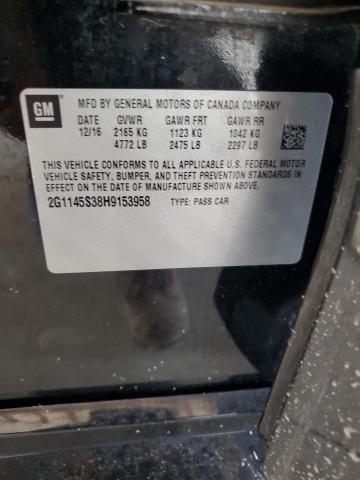 GM MFD BY GENERAL MOTORS OF CANADA COMPANY
DATE GVWR GAWR FRT GAWR RR
12/16 2165 KG 1123 KG 1042 KG
4772 LB 2475 LB 2297 LB
THIS VEHICLE CONFORMS TO ALL APPLICABLE U.S. FEDERAL MOTOR
VEHICLE SAFETY, BUMPER, AND THEFT PREVENTION STANDARDS
IN EFFECT ON THE DATE OF MANUFACTURE SHOWN ABOVE.
2G1145S38H9153958 TYPE: PASS CAR